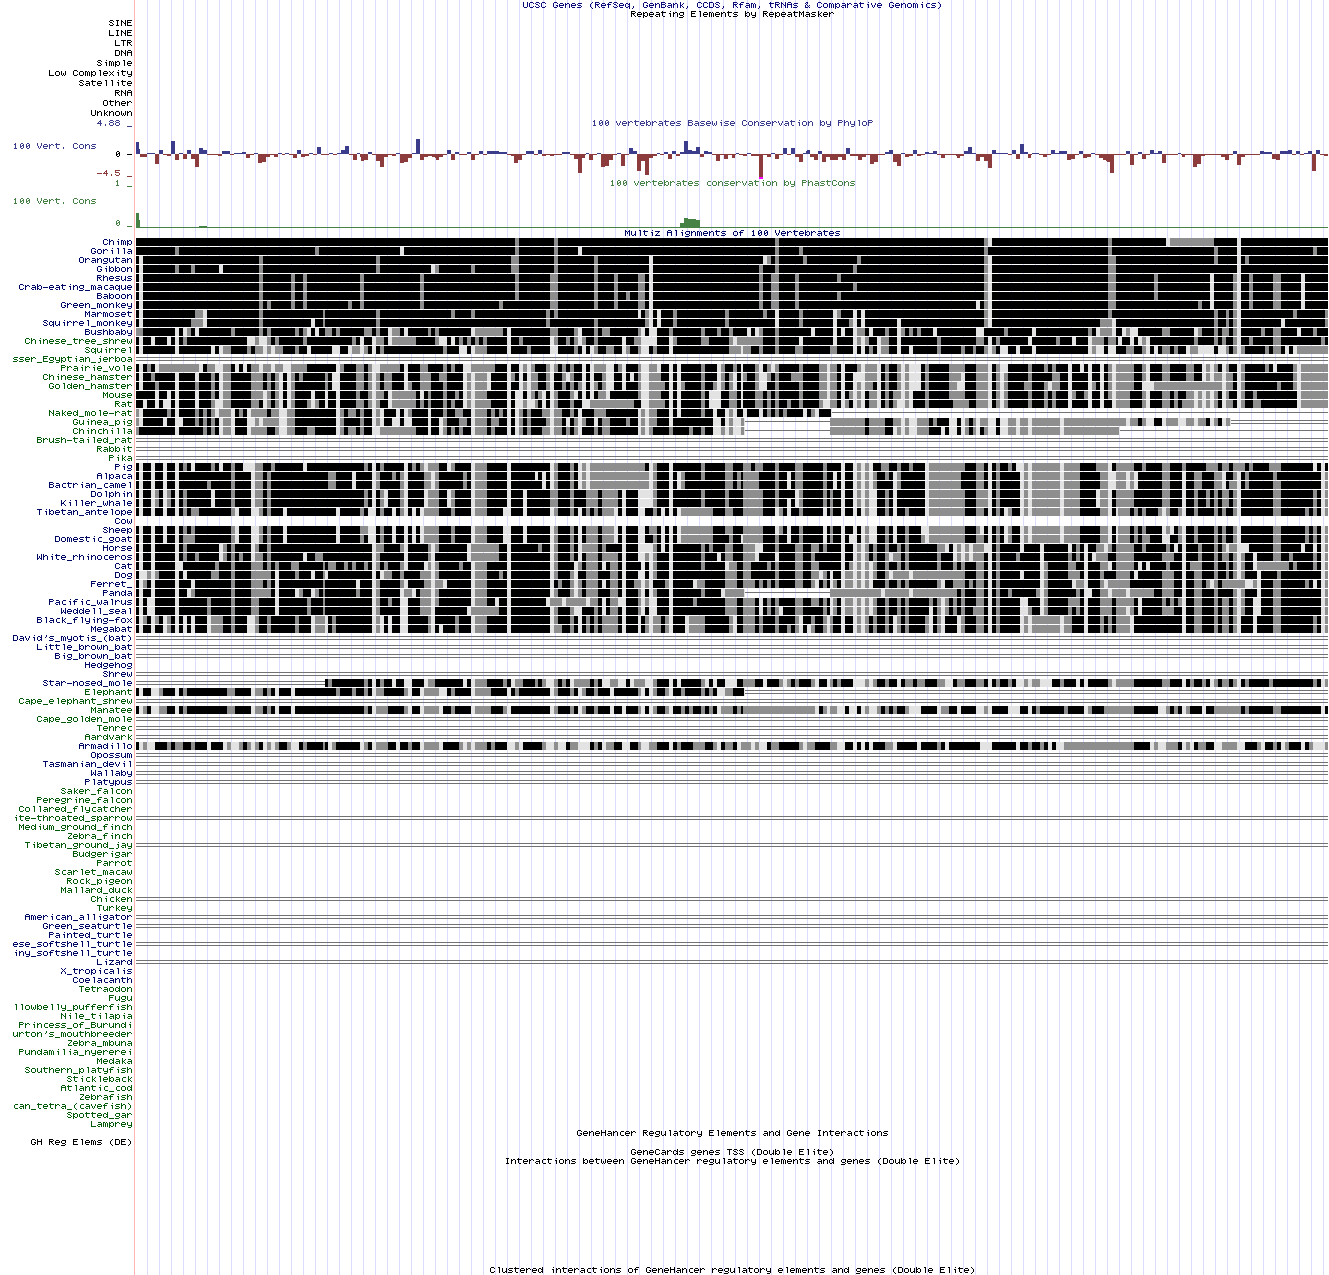 UCSC Genes (RefSeq, GenBank, CCDS, Rfam, tRNAs & Comparative Genomics)
Repeating Elements by RepeatMasker
SINE
LINE
LTR
DNA
Simple
Low Complexity
Satellite
RNA
Other
Unknown
4.88 _
100 vertebrates Basewise Conservation by PhyloP
100 Vert. Cons
0 _
-4.5 _
1 _
100 vertebrates conservation by PhastCons
100 Vert. Cons
0 _
Multiz Alignments of 100 Vertebrates
Chimp
Gorilla
Orangutan
Gibbon
Rhesus
Crab-eating_macaque
Baboon
Green_monkey
Marmoset
Squirrel_monkey
Bushbaby
Chinese_tree_shrew
Squirrel
sser_Egyptian_jerboa
Prairie_vole
Chinese_hamster
Golden_hamster
Mouse
Rat
Naked_mole-rat
Guinea_pig
Chinchilla
Brush-tailed_rat
Rabbit
Pika
Pig
Alpaca
Bactrian_camel
Dolphin
Killer_whale
Tibetan_antelope
Cow
Sheep
Domestic_goat
Horse
White_rhinoceros
Cat
Dog
Ferret_
Panda
Pacific_walrus
Weddell_seal
Black_flying-fox
Megabat
David's_myotis_(bat)
Little_brown_bat
Big_brown_bat
Hedgehog
Shrew
Star-nosed_mole
Elephant
Cape_elephant_shrew
Manatee
Cape_golden_mole
Tenrec
Aardvark
Armadillo
Opossum
Tasmanian_devil
Wallaby
Platypus
Saker_falcon
Peregrine_falcon
Collared_flycatcher
ite-throated_sparrow
Medium_ground_finch
Zebra_finch
Tibetan_ground_jay
Budgerigar
Parrot
Scarlet_macaw
Rock_pigeon
Mallard_duck
Chicken
Turkey
American_alligator
Green_seaturtle
Painted_turtle
ese_softshell_turtle
iny_softshell_turtle
Lizard
X_tropicalis
Coelacanth
Tetraodon
Fugu
llowbelly_pufferfish
Nile_tilapia
Princess_of_Burundi
urton's_mouthbreeder
Zebra_mbuna
Pundamilia_nyererei
Medaka
Southern_platyfish
Stickleback
Atlantic_cod
Zebrafish
can_tetra_(cavefish)
Spotted_gar
Lamprey
GeneHancer Regulatory Elements and Gene Interactions
GH Reg Elems (DE)
GeneCards genes TSS (Double Elite)
Interactions between GeneHancer regulatory elements and genes (Double Elite)
Clustered interactions of GeneHancer regulatory elements and genes (Double Elite)